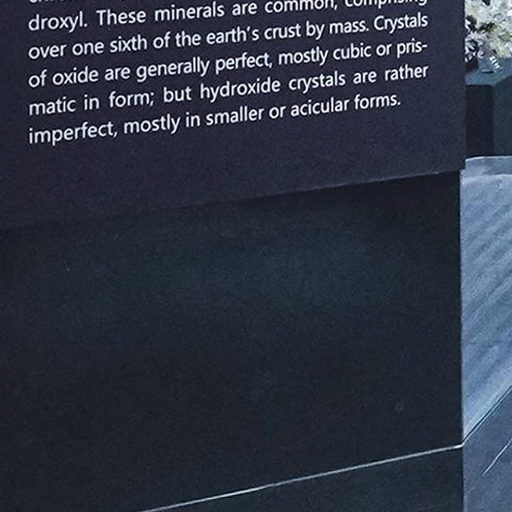 droxyl. These minerals are common, comprising
over one sixth of the earth's crust by mass. Crystals
of oxide are generally perfect, mostly cubic or pris-
matic in form; but hydroxide crystals are rather
imperfect, mostly in smaller or acicular forms.